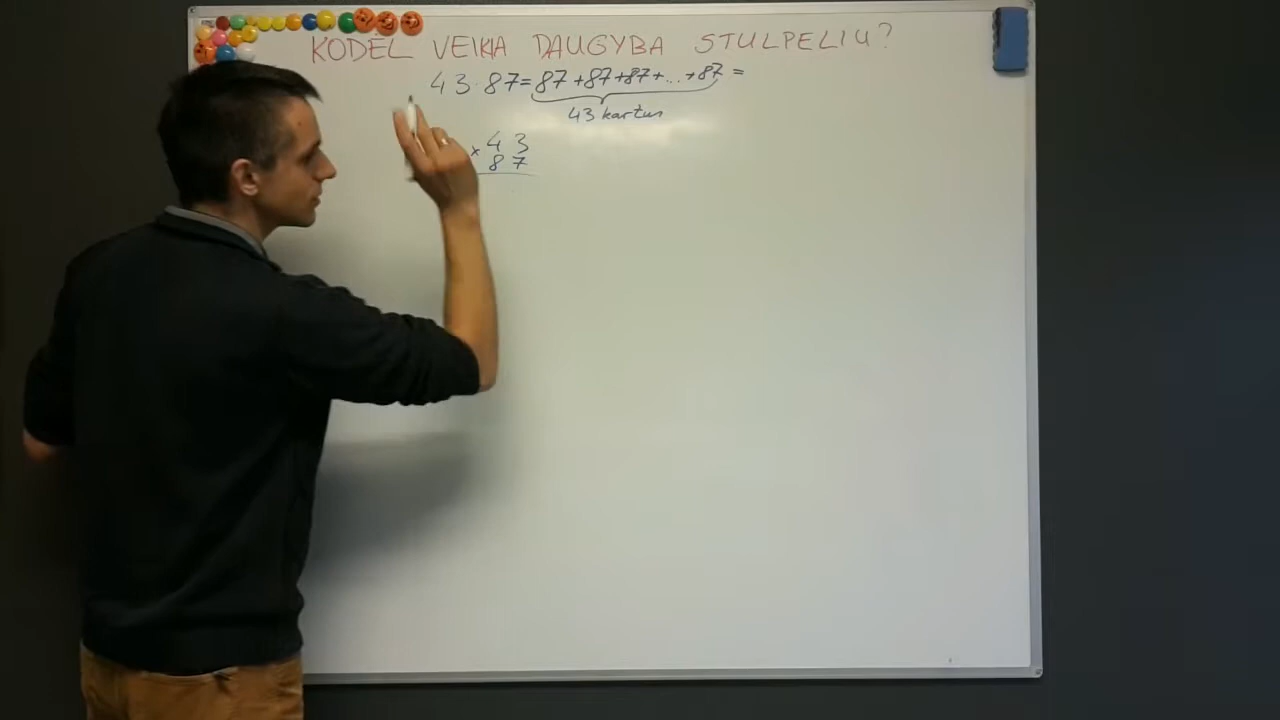 KODĖL VEIKIA DAUGYBA STULPELIU?
43·87=87+87+87+...+87=
43 kartus
×43
87